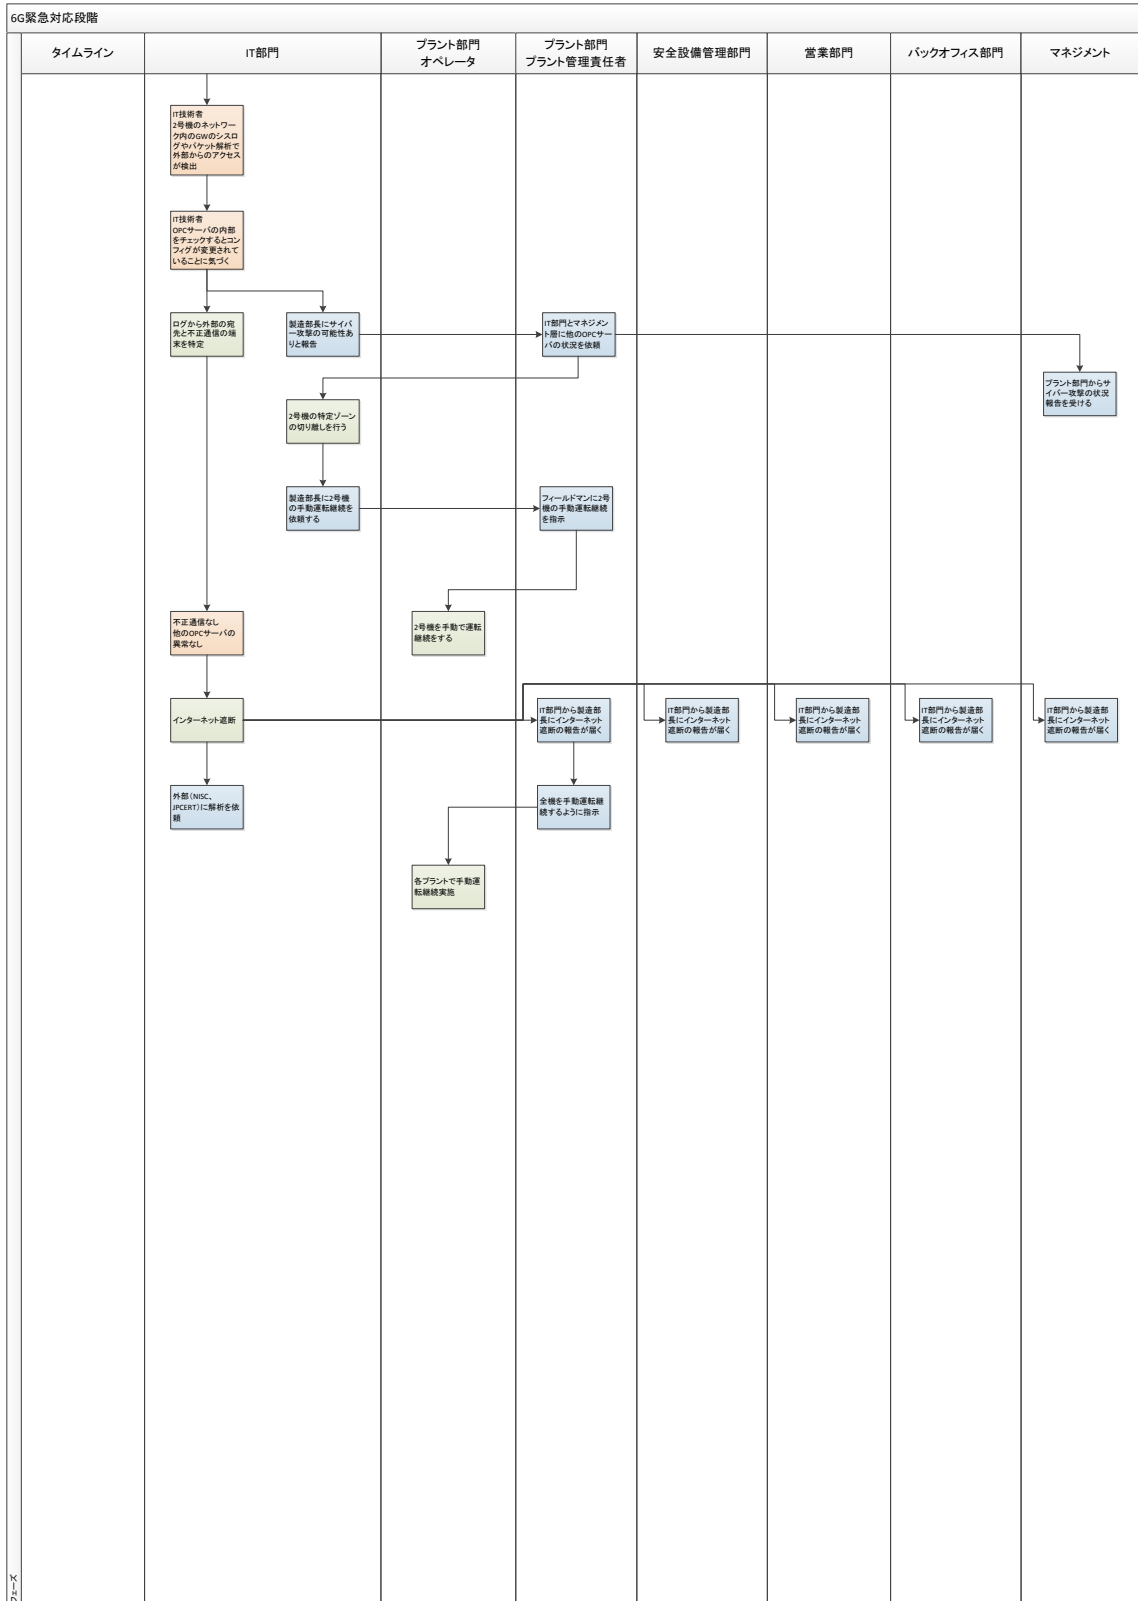 6G緊急対応段階
タイムライン
IT部門
プラント部門
オペレータ
プラント部門
プラント管理責任者
安全設備管理部門
営業部門
バックオフィス部門
マネジメント
IT技術者
2号機のネットワー
ク内のGWのシスロ
グやパケット解析で
外部からのアクセス
が検出
IT技術者
OPCサーバの内部
をチェックするとコン
フィグが変更されて
いることに気づく
ログから外部の宛
先と不正通信の端
末を特定
製造部長にサイバ
ー攻撃の可能性あ
りと報告
IT部門とマネジメン
ト層に他のOPCサー
バの状況を依頼
プラント部門からサ
イバー攻撃の状況
報告を受ける
2号機の特定ゾーン
の切り離しを行う
製造部長に2号機
の手動運転継続を
依頼する
フィールドマンに2号
機の手動運転継続
を指示
不正通信なし
他のOPCサーバの
異常なし
2号機を手動で運転
継続をする
インターネット遮断
IT部門から製造部
長にインターネット
遮断の報告が届く
IT部門から製造部
長にインターネット
遮断の報告が届く
IT部門から製造部
長にインターネット
遮断の報告が届く
IT部門から製造部
長にインターネット
遮断の報告が届く
IT部門から製造部
長にインターネット
遮断の報告が届く
外部(NISC、
JPCERT)に解析を依
頼
全機を手動運転継
続するように指示
各プラントで手動運
転継続実施
フェーズ